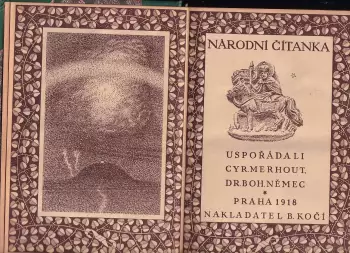 NÁRODNÍ ČÍTANKA
USPOŘÁDALI
CYR.MERHOUT,
DR.BOH.NĚMEC
PRAHA 1918
NAKLADATEL B.KOČÍ